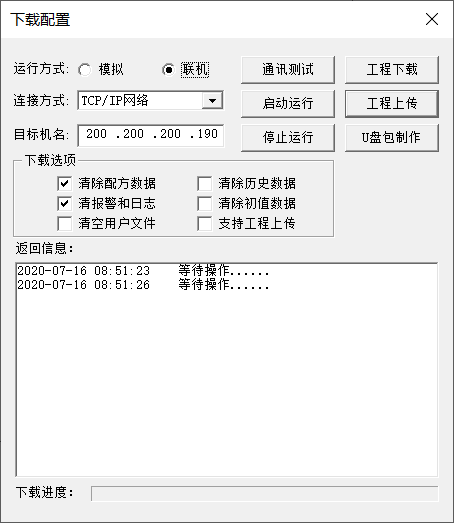 下载配置
运行方式: 模拟 联机 通讯测试 工程下载
连接方式: TCP/IP网络 启动运行 工程上传
目标机名: 200 .200 .200 .190 停止运行 U盘包制作
下载选项
清除配方数据 清除历史数据
清报警和日志 清除初值数据
清空用户文件 支持工程上传
返回信息:
2020-07-16 08:51:23 等待操作......
2020-07-16 08:51:26 等待操作......
下载进度: